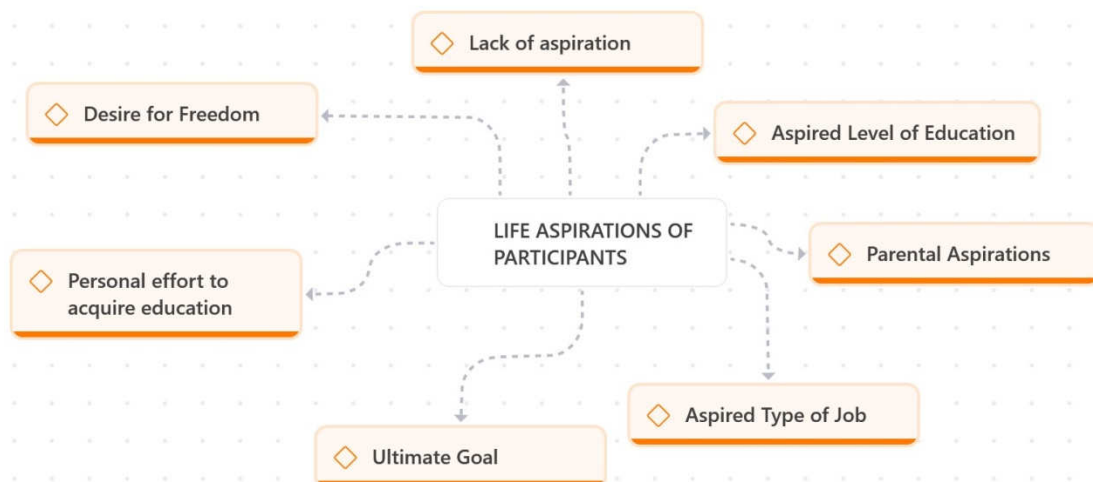 Lack of aspiration
Desire for Freedom
Aspired Level of Education
LIFE ASPIRATIONS OF
PARTICIPANTS
Parental Aspirations
Personal effort to
acquire education
Aspired Type of Job
Ultimate Goal